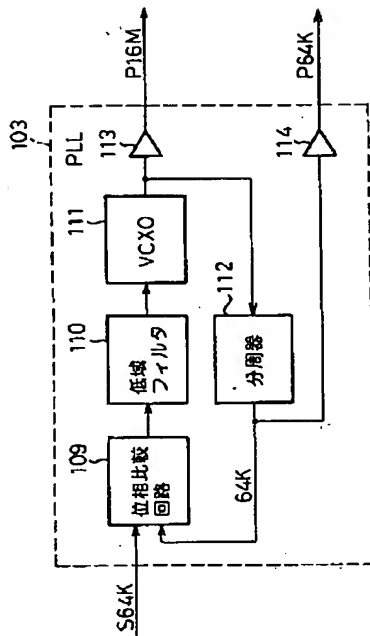 103
PLL
S64K
109
位相比較
回路
110
低域
フィルタ
111
VCXO
113
P16M
112
分周器
64K
114
P64K